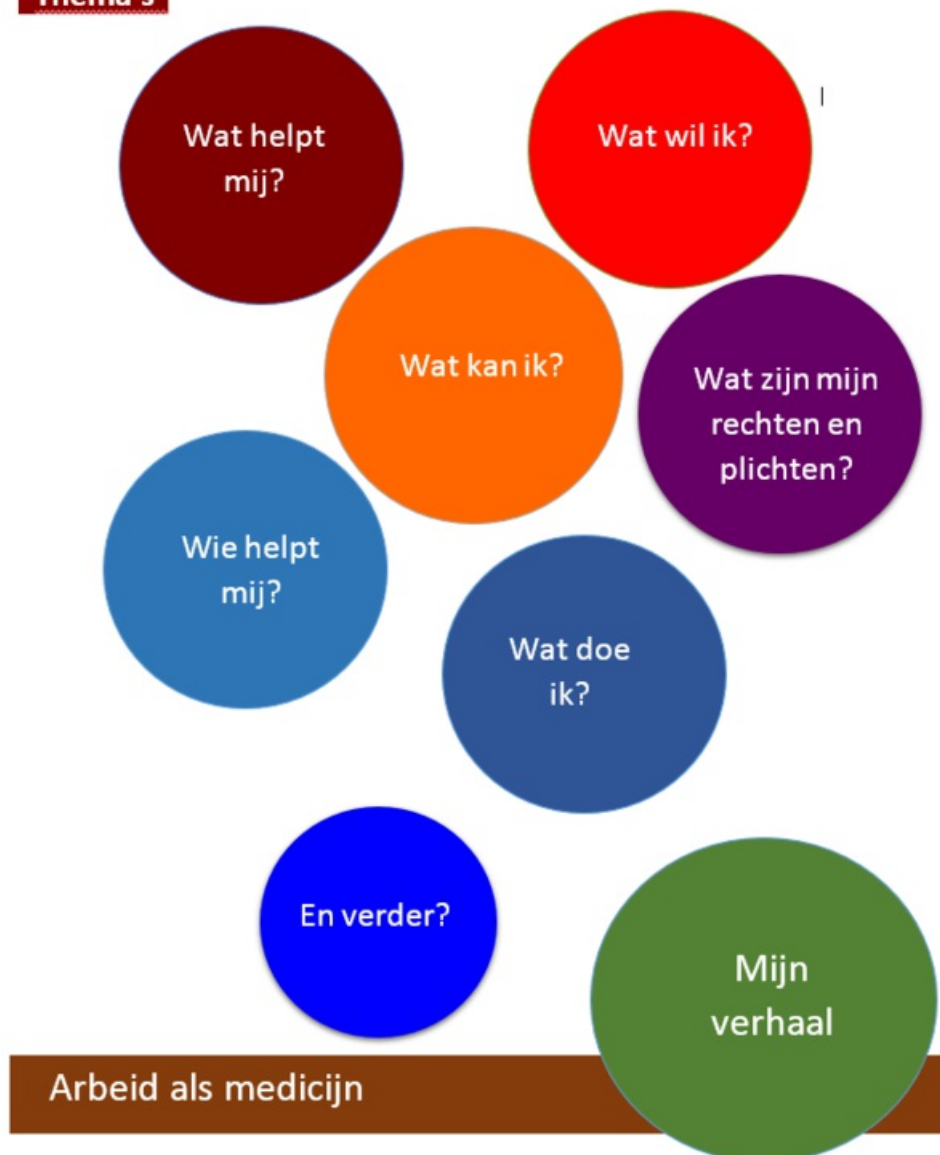 Thema's
Wat helpt
mij?
Wat wil ik?
Wat kan ik?
Wat zijn mijn
rechten en
plichten?
Wie helpt
mij?
Wat doe
ik?
En verder?
Mijn
verhaal
Arbeid als medicijn